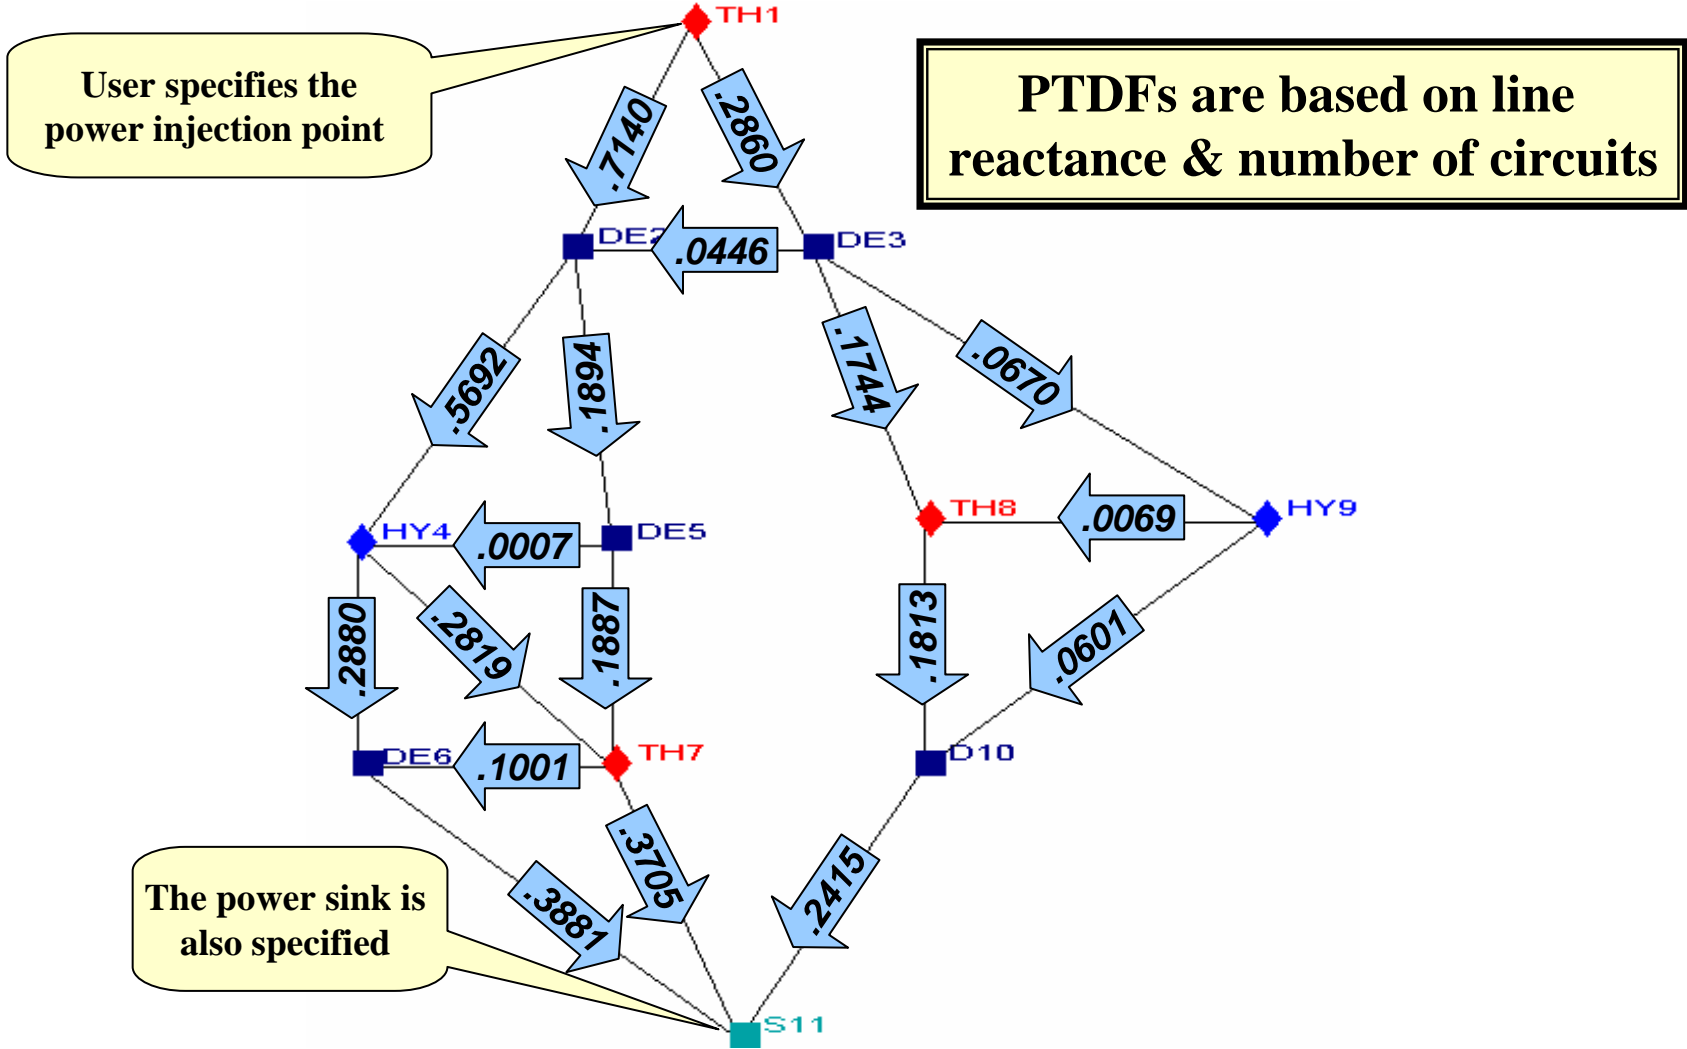 TH1
User specifies the
power injection point
PTDFs are based on line
reactance & number of circuits
.7140
.2860
DE2
.0446
DE3
.5692
.1894
.1744
.0670
HY4
.0007
DE5
TH8
.0069
HY9
.2880
.2819
.1887
.1813
.0601
DE6
.1001
TH7
D10
.3881
.3705
.2415
The power sink is
also specified
S11